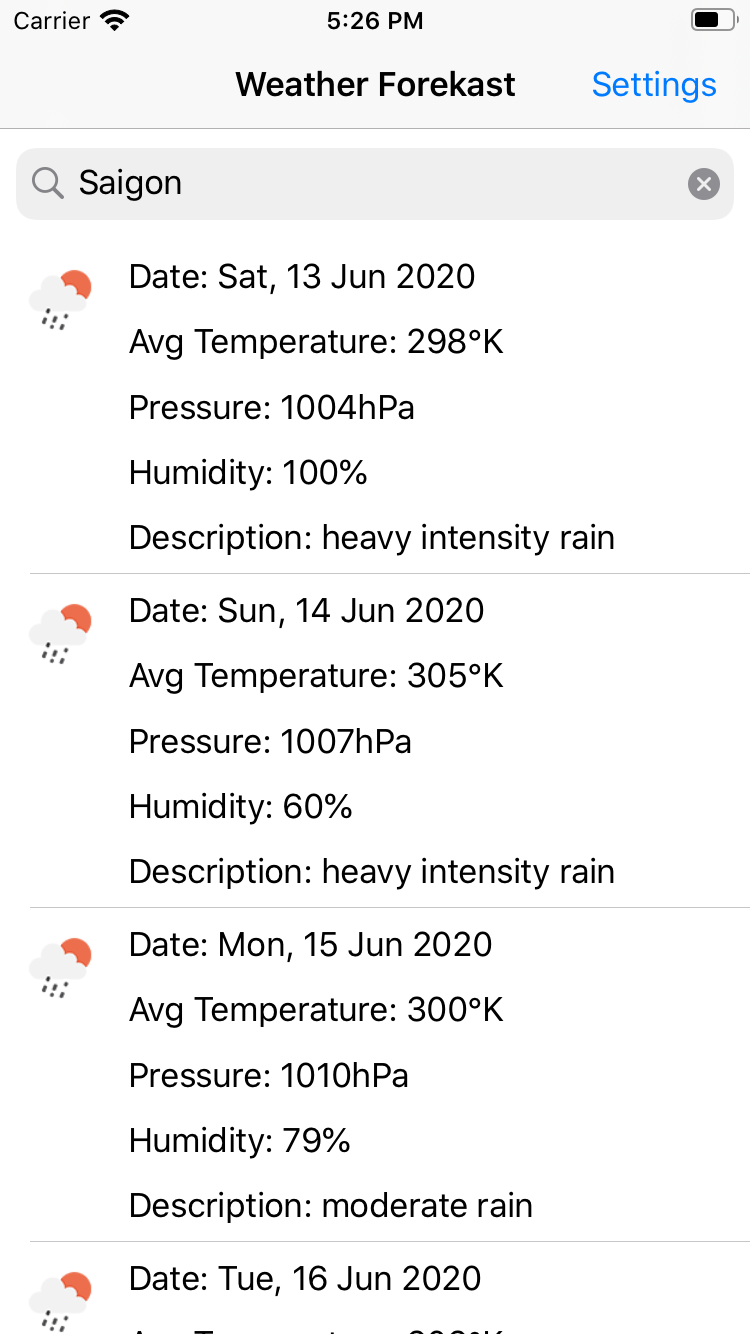 Carrier
5:26 PM
Weather Forekast
Settings
Saigon
Date: Sat, 13 Jun 2020
Avg Temperature: 298°K
Pressure: 1004hPa
Humidity: 100%
Description: heavy intensity rain
Date: Sun, 14 Jun 2020
Avg Temperature: 305°K
Pressure: 1007hPa
Humidity: 60%
Description: heavy intensity rain
Date: Mon, 15 Jun 2020
Avg Temperature: 300°K
Pressure: 1010hPa
Humidity: 79%
Description: moderate rain
Date: Tue, 16 Jun 2020